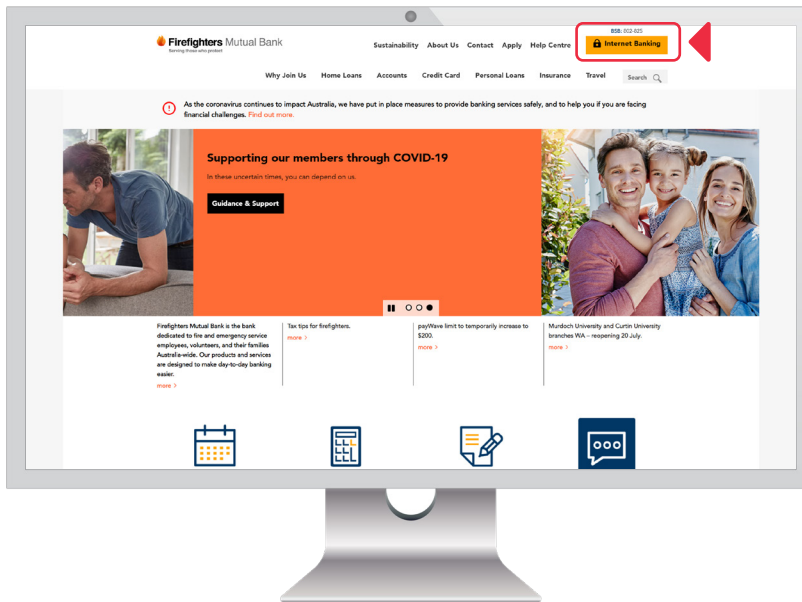 BSB: 802-825
Firefighters Mutual Bank
Serving those who protect
Sustainability About Us Contact Apply Help Centre
Internet Banking
Why Join Us Home Loans Accounts Credit Card Personal Loans Insurance Travel Search
As the coronavirus continues to impact Australia, we have put in place measures to provide banking services safely, and to help you if you are facing
financial challenges. Find out more.
Supporting our members through COVID-19
In these uncertain times, you can depend on us.
Guidance & Support
Firefighters Mutual Bank is the bank
dedicated to fire and emergency service
employees, volunteers, and their families
Australia-wide. Our products and services
are designed to make day-to-day banking
easier.
more >
Tax tips for firefighters.
more >
payWave limit to temporarily increase to
$200.
more >
Murdoch University and Curtin University
branches WA – reopening 20 July.
more >